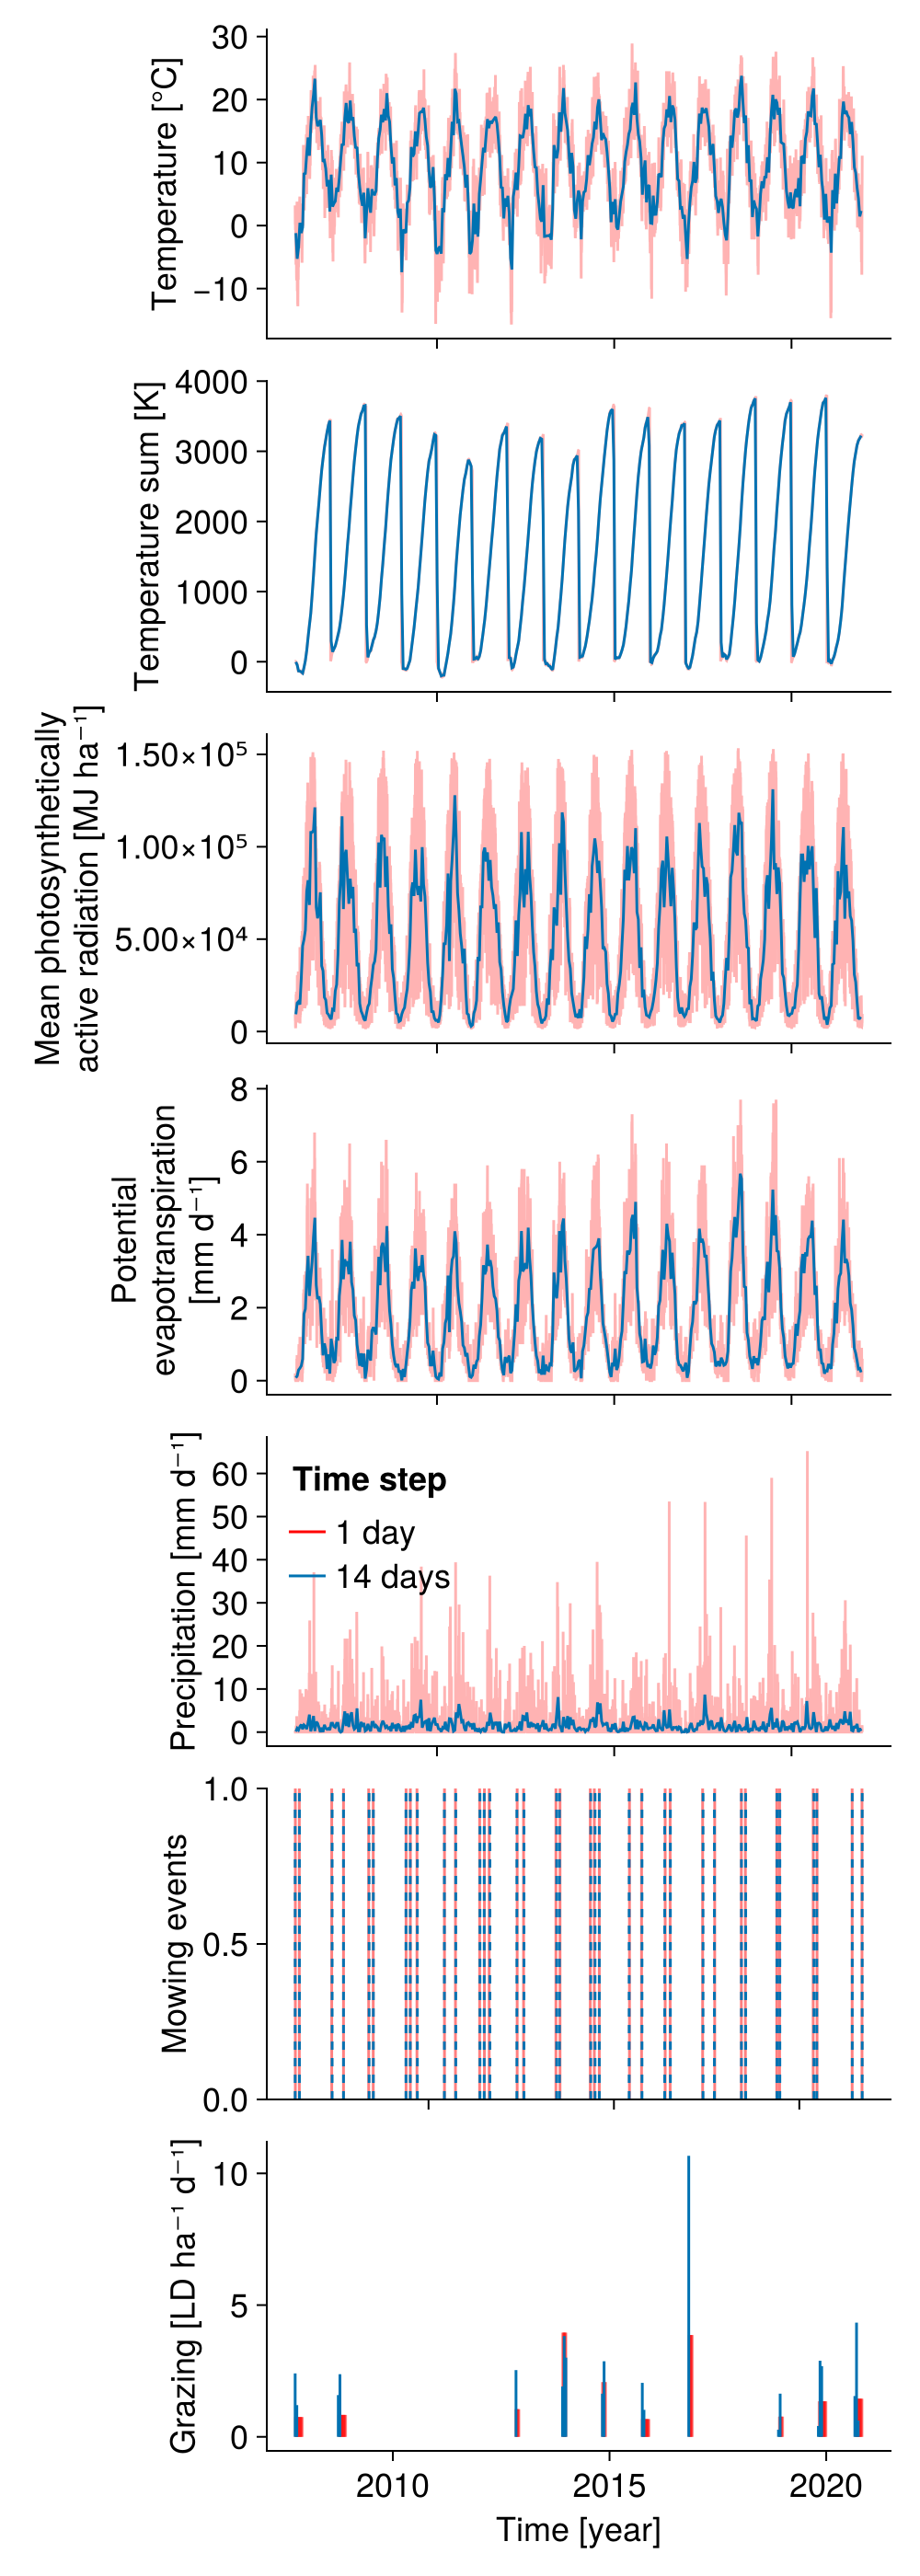 Temperature [°C]
30
20
10
0
−10
Temperature sum [K]
4000
3000
2000
1000
0
Mean photosynthetically
active radiation [MJ ha⁻¹]
1.50×10⁵
1.00×10⁵
5.00×10⁴
0
Potential
evapotranspiration
[mm d⁻¹]
8
6
4
2
0
Precipitation [mm d⁻¹]
60
50
40
30
20
10
0
Time step
1 day
14 days
Mowing events
1.0
0.5
0.0
Grazing [LD ha⁻¹ d⁻¹]
10
5
0
2010 2015 2020
Time [year]